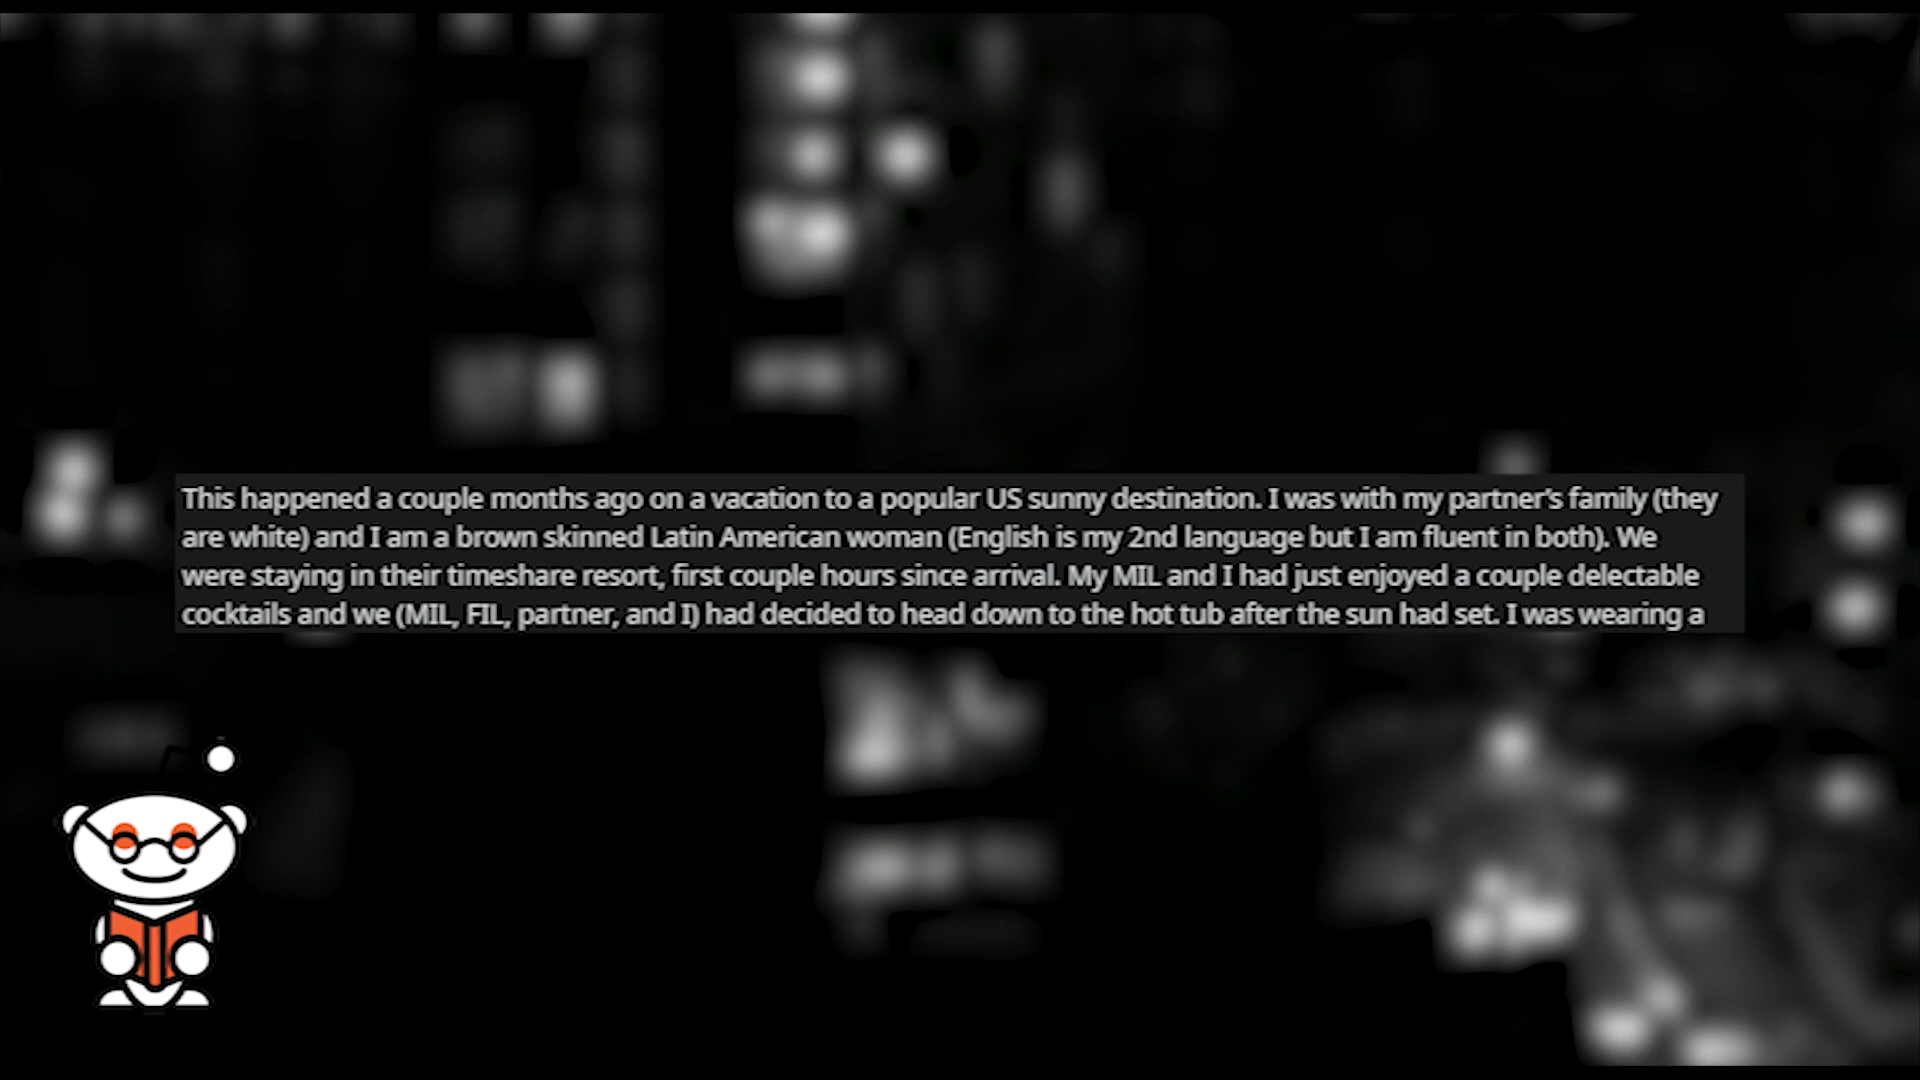 This happened a couple months ago on a vacation to a popular US sunny destination. I was with my partner's family (they
are white) and I am a brown skinned Latin American woman (English is my 2nd language but I am fluent in both). We
were staying in their timeshare resort, first couple hours since arrival. My MIL and I had just enjoyed a couple delectable
cocktails and we (MIL, FIL, partner, and I) had decided to head down to the hot tub after the sun had set. I was wearing a